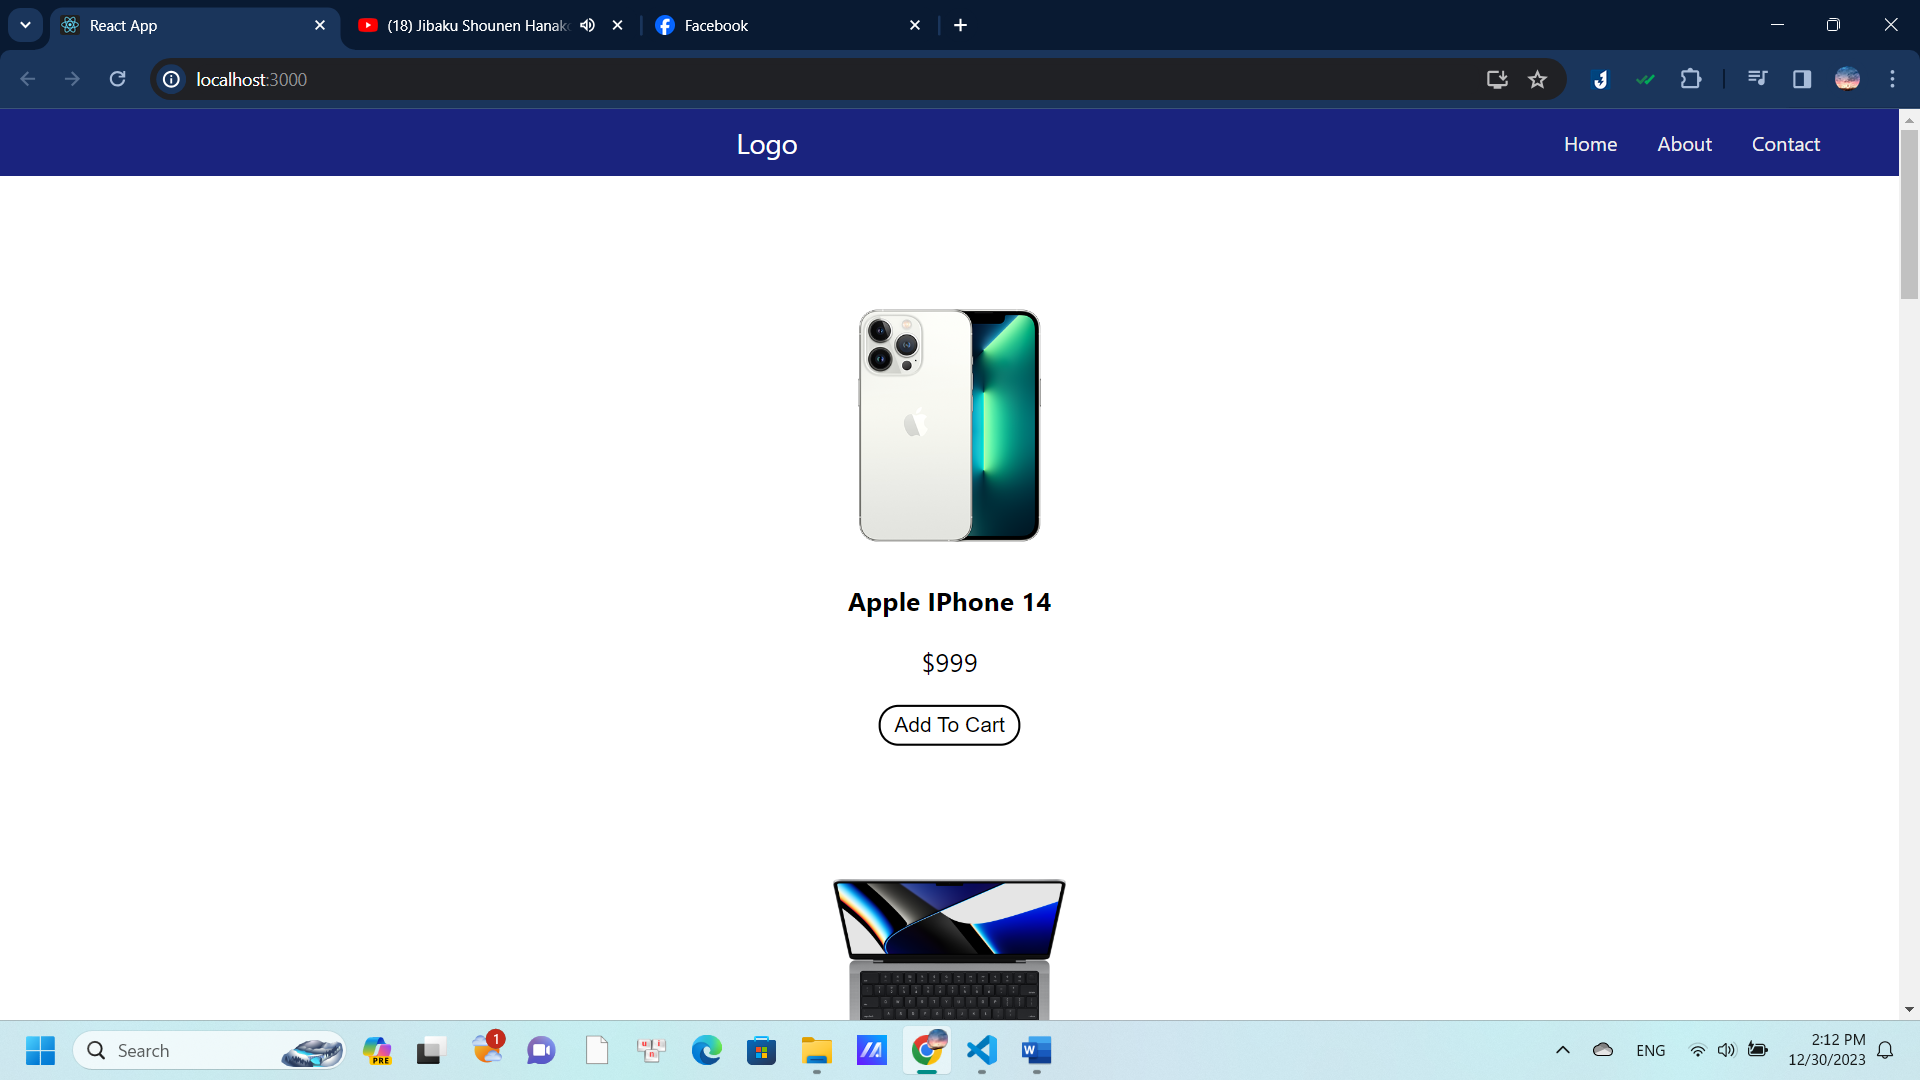 React App
(18) Jibaku Shounen Hanak
Facebook
localhost:3000
Logo
Home
About
Contact
Apple IPhone 14
$999
Add To Cart
Search
PRE
1
ENG
2:12 PM
12/30/2023